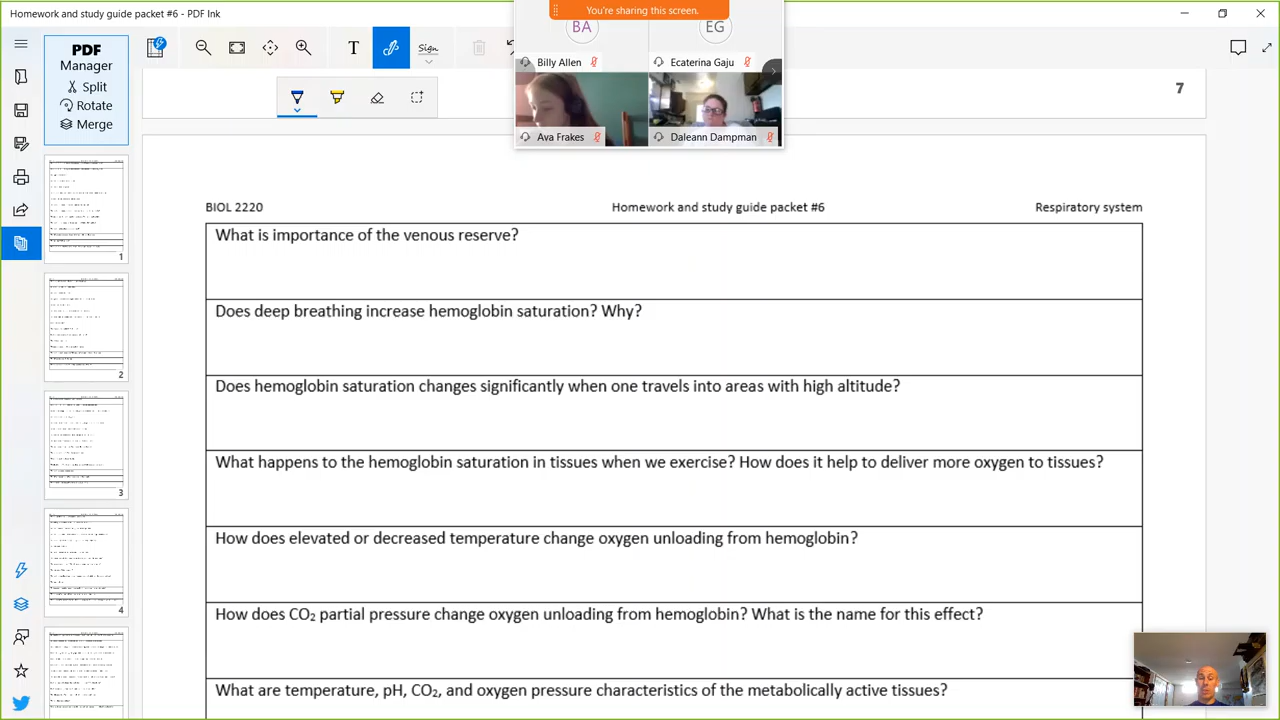 Homework and study guide packet #6 - PDF Ink
You're sharing this screen.
PDF
Manager
Split
Rotate
Merge
T
Sign
BA
EG
Billy Allen
Ecaterina Gaju
Ava Frakes
Daleann Dampman
7
1
2
3
4
BIOL 2220
Homework and study guide packet #6
Respiratory system
What is importance of the venous reserve?
Does deep breathing increase hemoglobin saturation? Why?
Does hemoglobin saturation changes significantly when one travels into areas with high altitude?
What happens to the hemoglobin saturation in tissues when we exercise? How does it help to deliver more oxygen to tissues?
How does elevated or decreased temperature change oxygen unloading from hemoglobin?
How does CO₂ partial pressure change oxygen unloading from hemoglobin? What is the name for this effect?
What are temperature, pH, CO₂, and oxygen pressure characteristics of the metabolically active tissues?